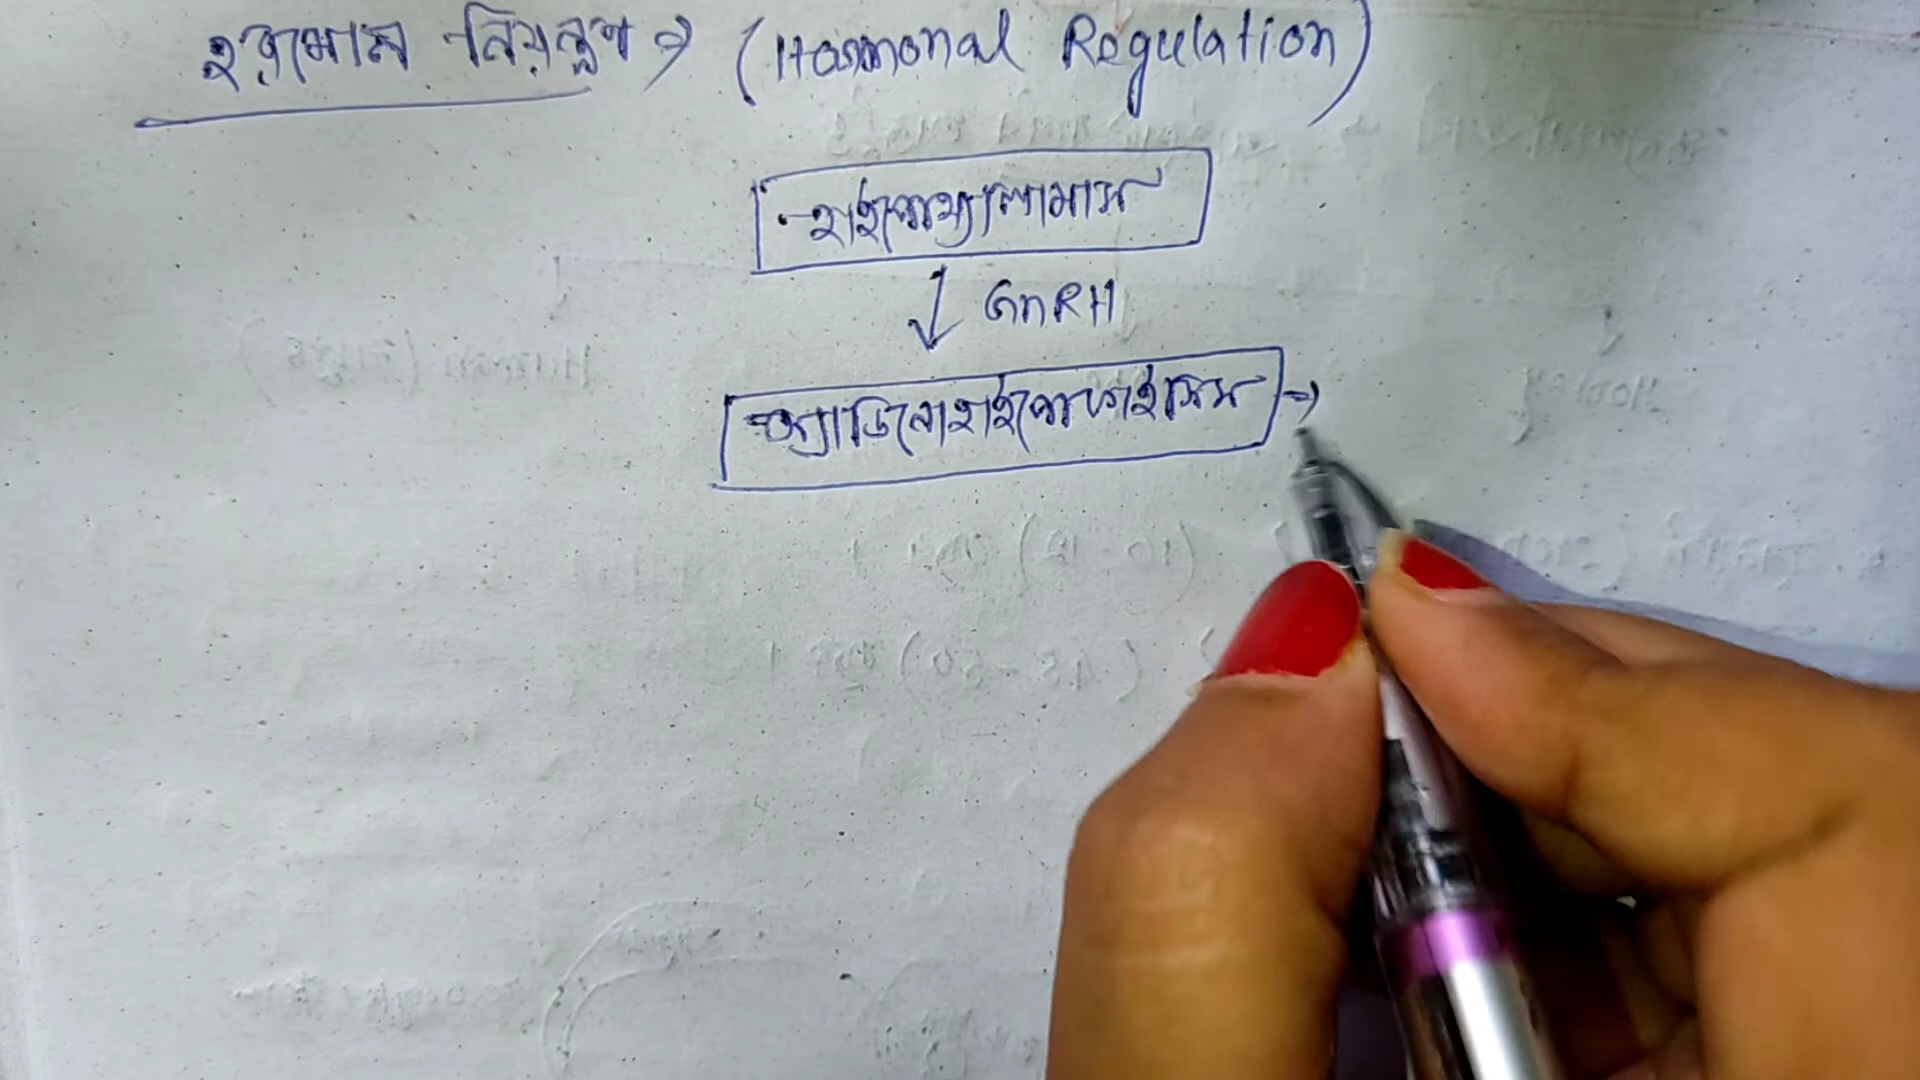 হরমোন নিয়ন্ত্রণ → (Hormonal Regulation)
হাইপোথ্যালামাস
↓ GnRH
অ্যাডিনোহাইপোফাইসিস →